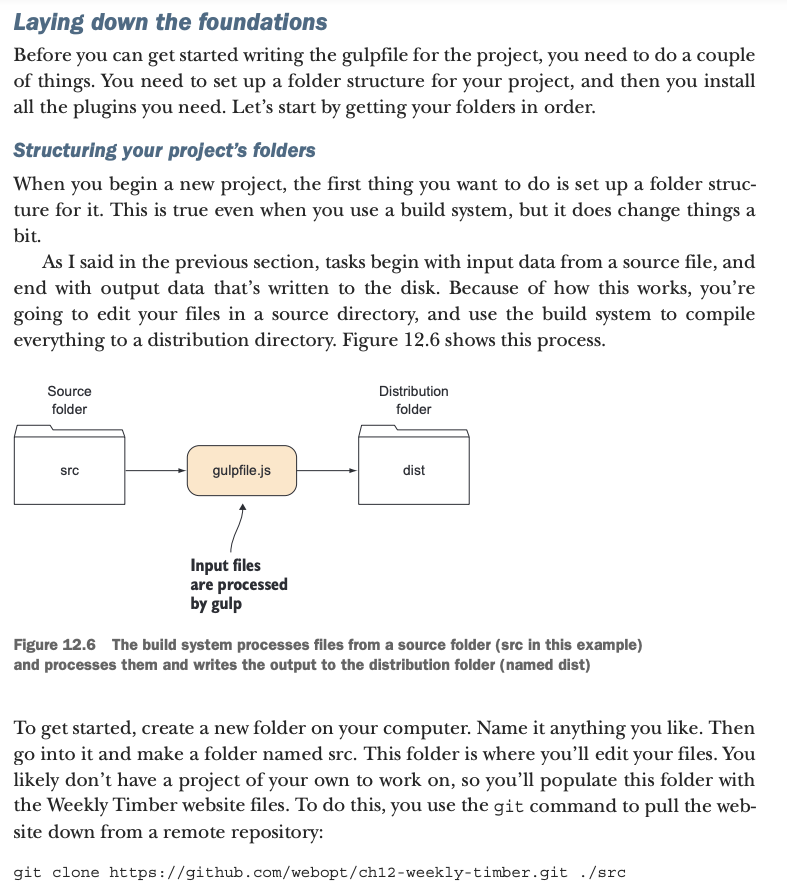 Laying down the foundations
Before you can get started writing the gulpfile for the project, you need to do a couple
of things. You need to set up a folder structure for your project, and then you install
all the plugins you need. Let’s start by getting your folders in order.
Structuring your project’s folders
When you begin a new project, the first thing you want to do is set up a folder struc-
ture for it. This is true even when you use a build system, but it does change things a
bit.
As I said in the previous section, tasks begin with input data from a source file, and
end with output data that’s written to the disk. Because of how this works, you’re
going to edit your files in a source directory, and use the build system to compile
everything to a distribution directory. Figure 12.6 shows this process.
Source
folder
src
gulpfile.js
Distribution
folder
dist
Input files
are processed
by gulp
Figure 12.6 The build system processes files from a source folder (src in this example)
and processes them and writes the output to the distribution folder (named dist)
To get started, create a new folder on your computer. Name it anything you like. Then
go into it and make a folder named src. This folder is where you’ll edit your files. You
likely don’t have a project of your own to work on, so you’ll populate this folder with
the Weekly Timber website files. To do this, you use the git command to pull the web-
site down from a remote repository:
git clone https://github.com/webopt/ch12-weekly-timber.git ./src